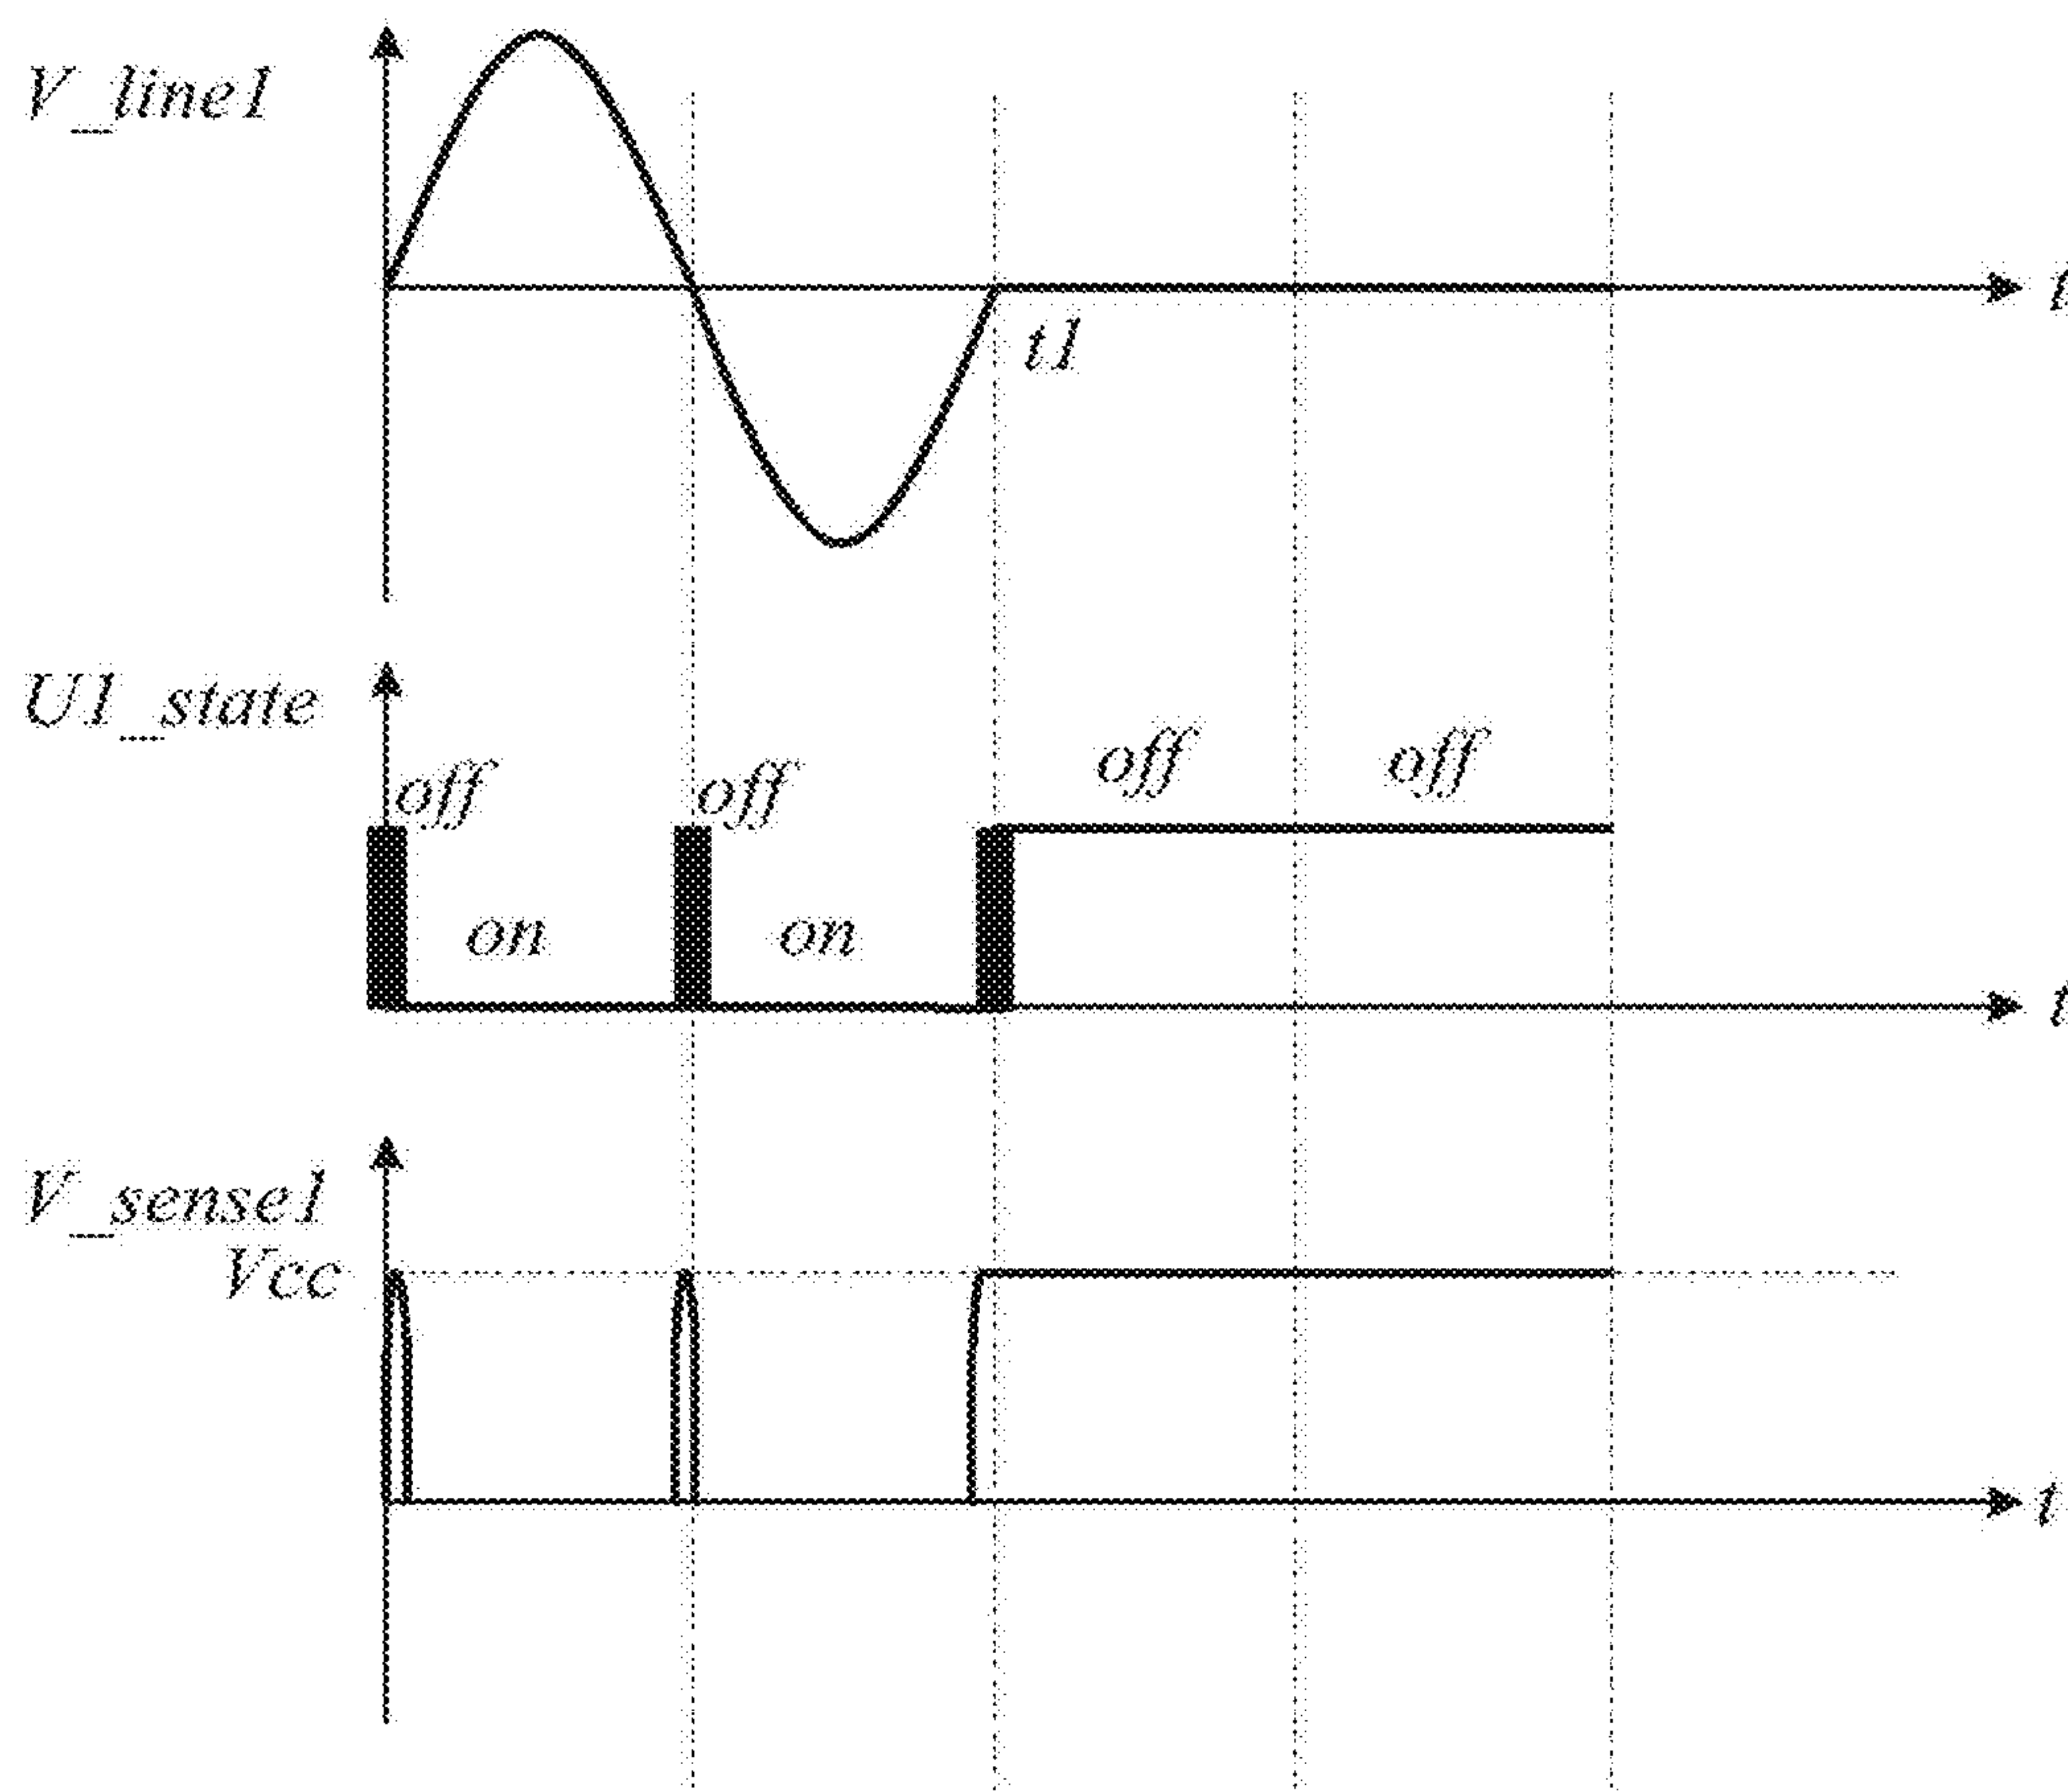 V_line1
t
t1
U1_state
off off off off
on on
t
V_sense1
Vcc
t